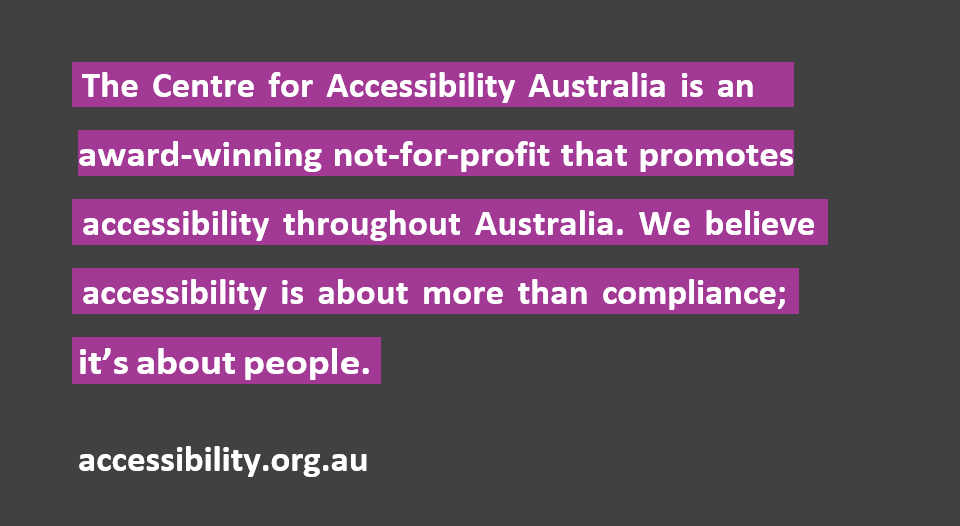 The Centre for Accessibility Australia is an
award-winning not-for-profit that promotes
accessibility throughout Australia. We believe
accessibility is about more than compliance;
it’s about people.
accessibility.org.au